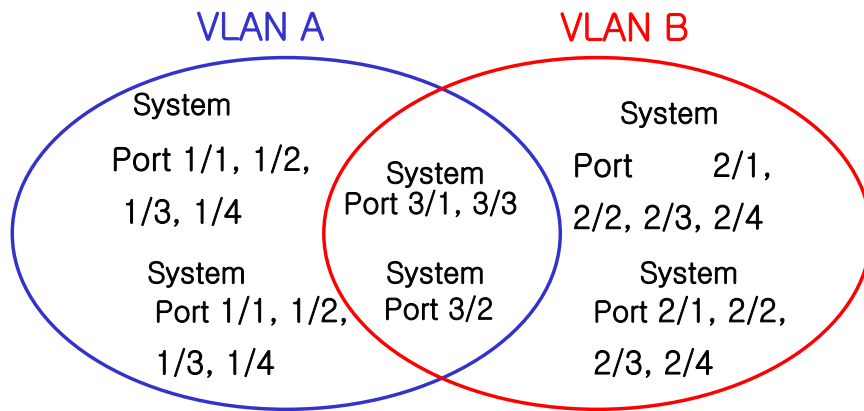 VLAN A
VLAN B
System
Port 1/1, 1/2,
1/3, 1/4
System
Port 1/1, 1/2,
1/3, 1/4
System
Port 3/1, 3/3
System
Port 3/2
System
Port 2/1,
2/2, 2/3, 2/4
System
Port 2/1, 2/2,
2/3, 2/4